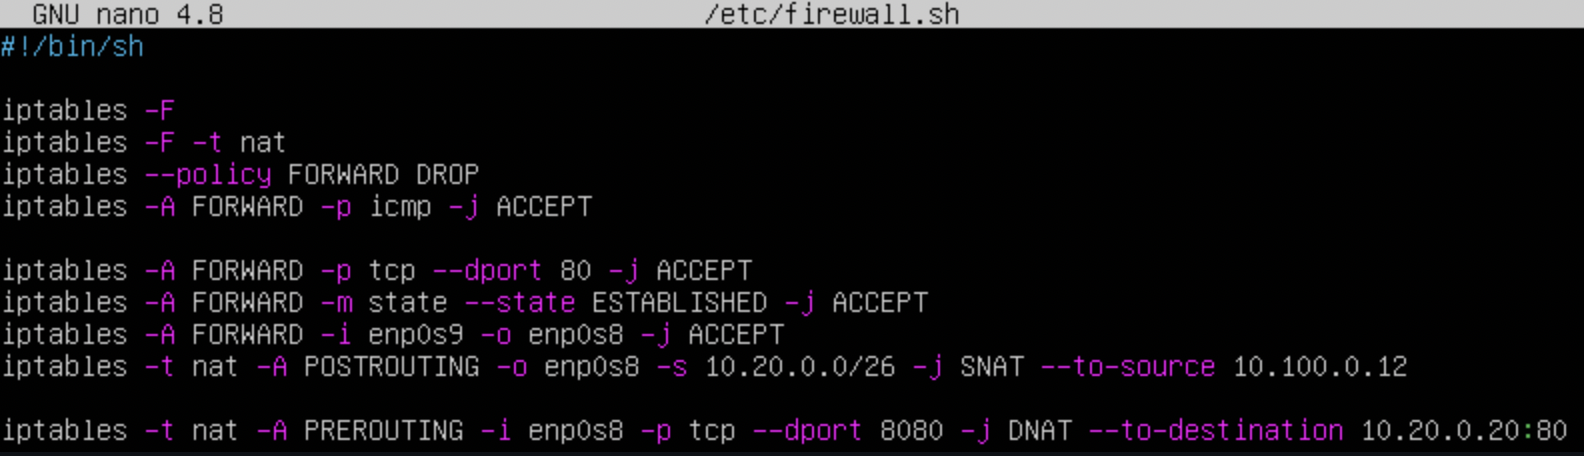 GNU nano 4.8 /etc/firewall.sh
#!/bin/sh
iptables -F
iptables -F -t nat
iptables --policy FORWARD DROP
iptables -A FORWARD -p icmp -j ACCEPT
iptables -A FORWARD -p tcp --dport 80 -j ACCEPT
iptables -A FORWARD -m state --state ESTABLISHED -j ACCEPT
iptables -A FORWARD -i enp0s9 -o enp0s8 -j ACCEPT
iptables -t nat -A POSTROUTING -o enp0s8 -s 10.20.0.0/26 -j SNAT --to-source 10.100.0.12
iptables -t nat -A PREROUTING -i enp0s8 -p tcp --dport 8080 -j DNAT --to-destination 10.20.0.20:80